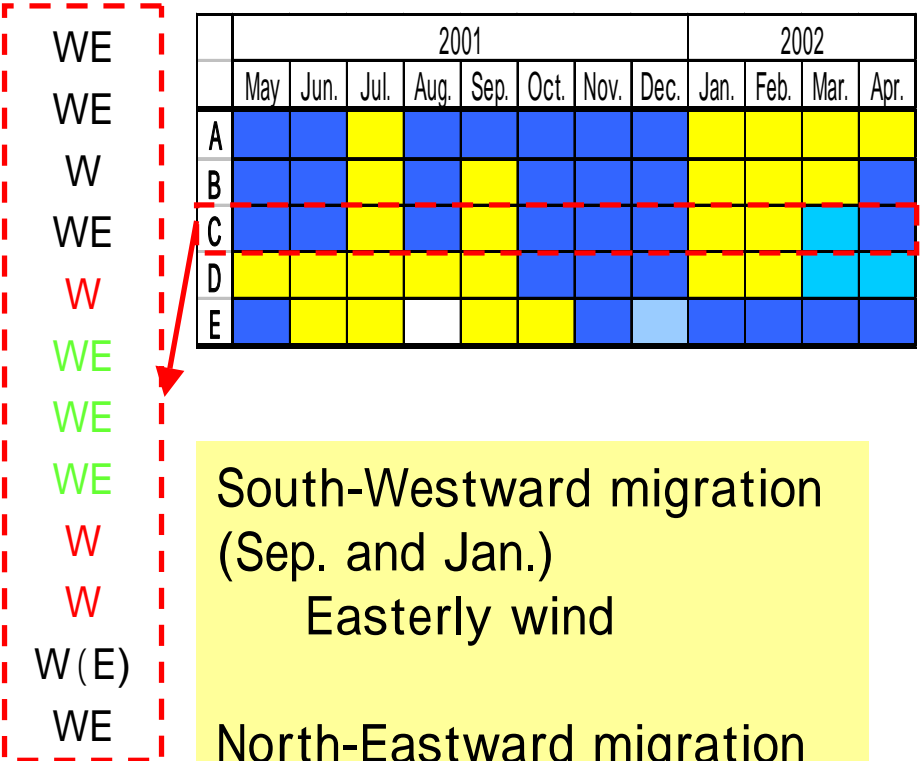 WE
WE
W
WE
W
WE
WE
WE
W
W
W(E)
WE
2001 2002
May Jun. Jul. Aug. Sep. Oct. Nov. Dec. Jan. Feb. Mar. Apr.
A
B
C
D
E
South-Westward migration
(Sep. and Jan.)
Easterly wind
North-Eastward migration